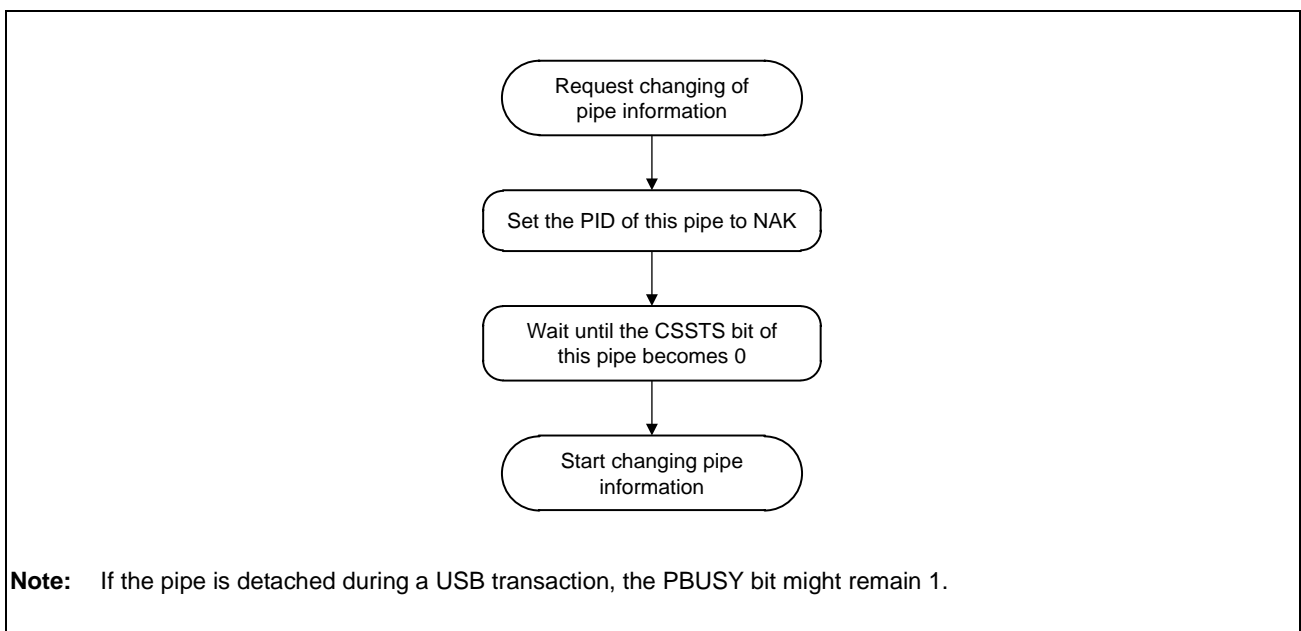 Request changing of
pipe information
Set the PID of this pipe to NAK
Wait until the CSSTS bit of
this pipe becomes 0
Start changing pipe
information
Note: If the pipe is detached during a USB transaction, the PBUSY bit might remain 1.